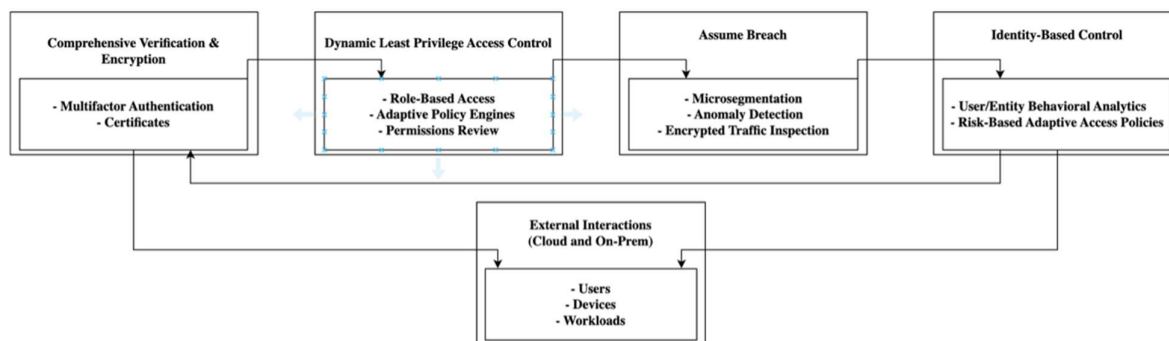 Comprehensive Verification &
Encryption
- Multifactor Authentication
- Certificates
Dynamic Least Privilege Access Control
- Role-Based Access
- Adaptive Policy Engines
- Permissions Review
Assume Breach
- Microsegmentation
- Anomaly Detection
- Encrypted Traffic Inspection
Identity-Based Control
- User/Entity Behavioral Analytics
- Risk-Based Adaptive Access Policies
External Interactions
(Cloud and On-Prem)
- Users
- Devices
- Workloads